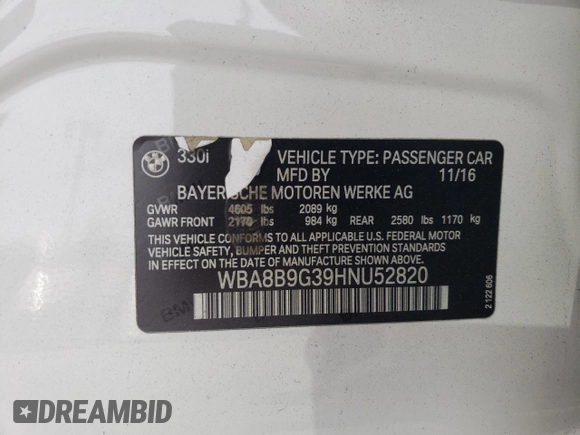 330i VEHICLE TYPE: PASSENGER CAR
MFD BY 11/16
BAYERISCHE MOTOREN WERKE AG
GVWR 4605 lbs 2089 kg
GAWR FRONT 2170 lbs 984 kg REAR 2580 lbs 1170 kg
THIS VEHICLE CONFORMS TO ALL APPLICABLE U.S. FEDERAL MOTOR
VEHICLE SAFETY, BUMPER AND THEFT PREVENTION STANDARDS IN
EFFECT ON THE DATE OF MANUFACTURE SHOWN ABOVE.
WBA8B9G39HNU52820
2 122 606
DREAMBID